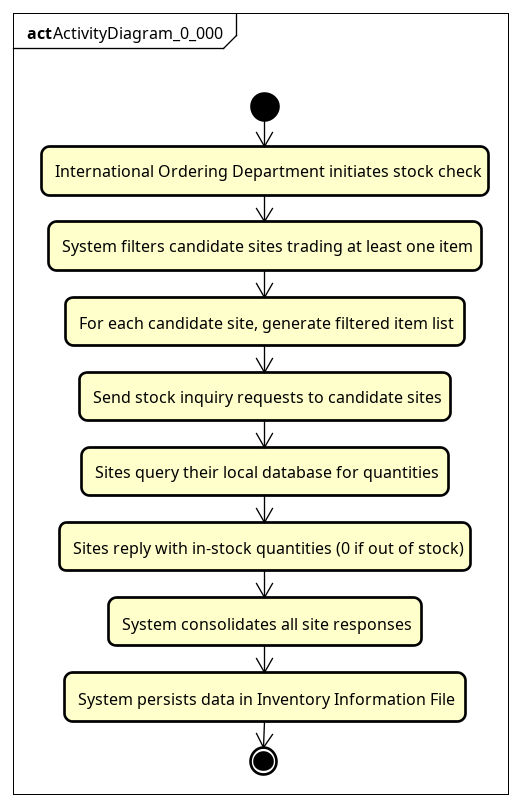 actActivityDiagram_0_000
International Ordering Department initiates stock check
System filters candidate sites trading at least one item
For each candidate site, generate filtered item list
Send stock inquiry requests to candidate sites
Sites query their local database for quantities
Sites reply with in-stock quantities (0 if out of stock)
System consolidates all site responses
System persists data in Inventory Information File